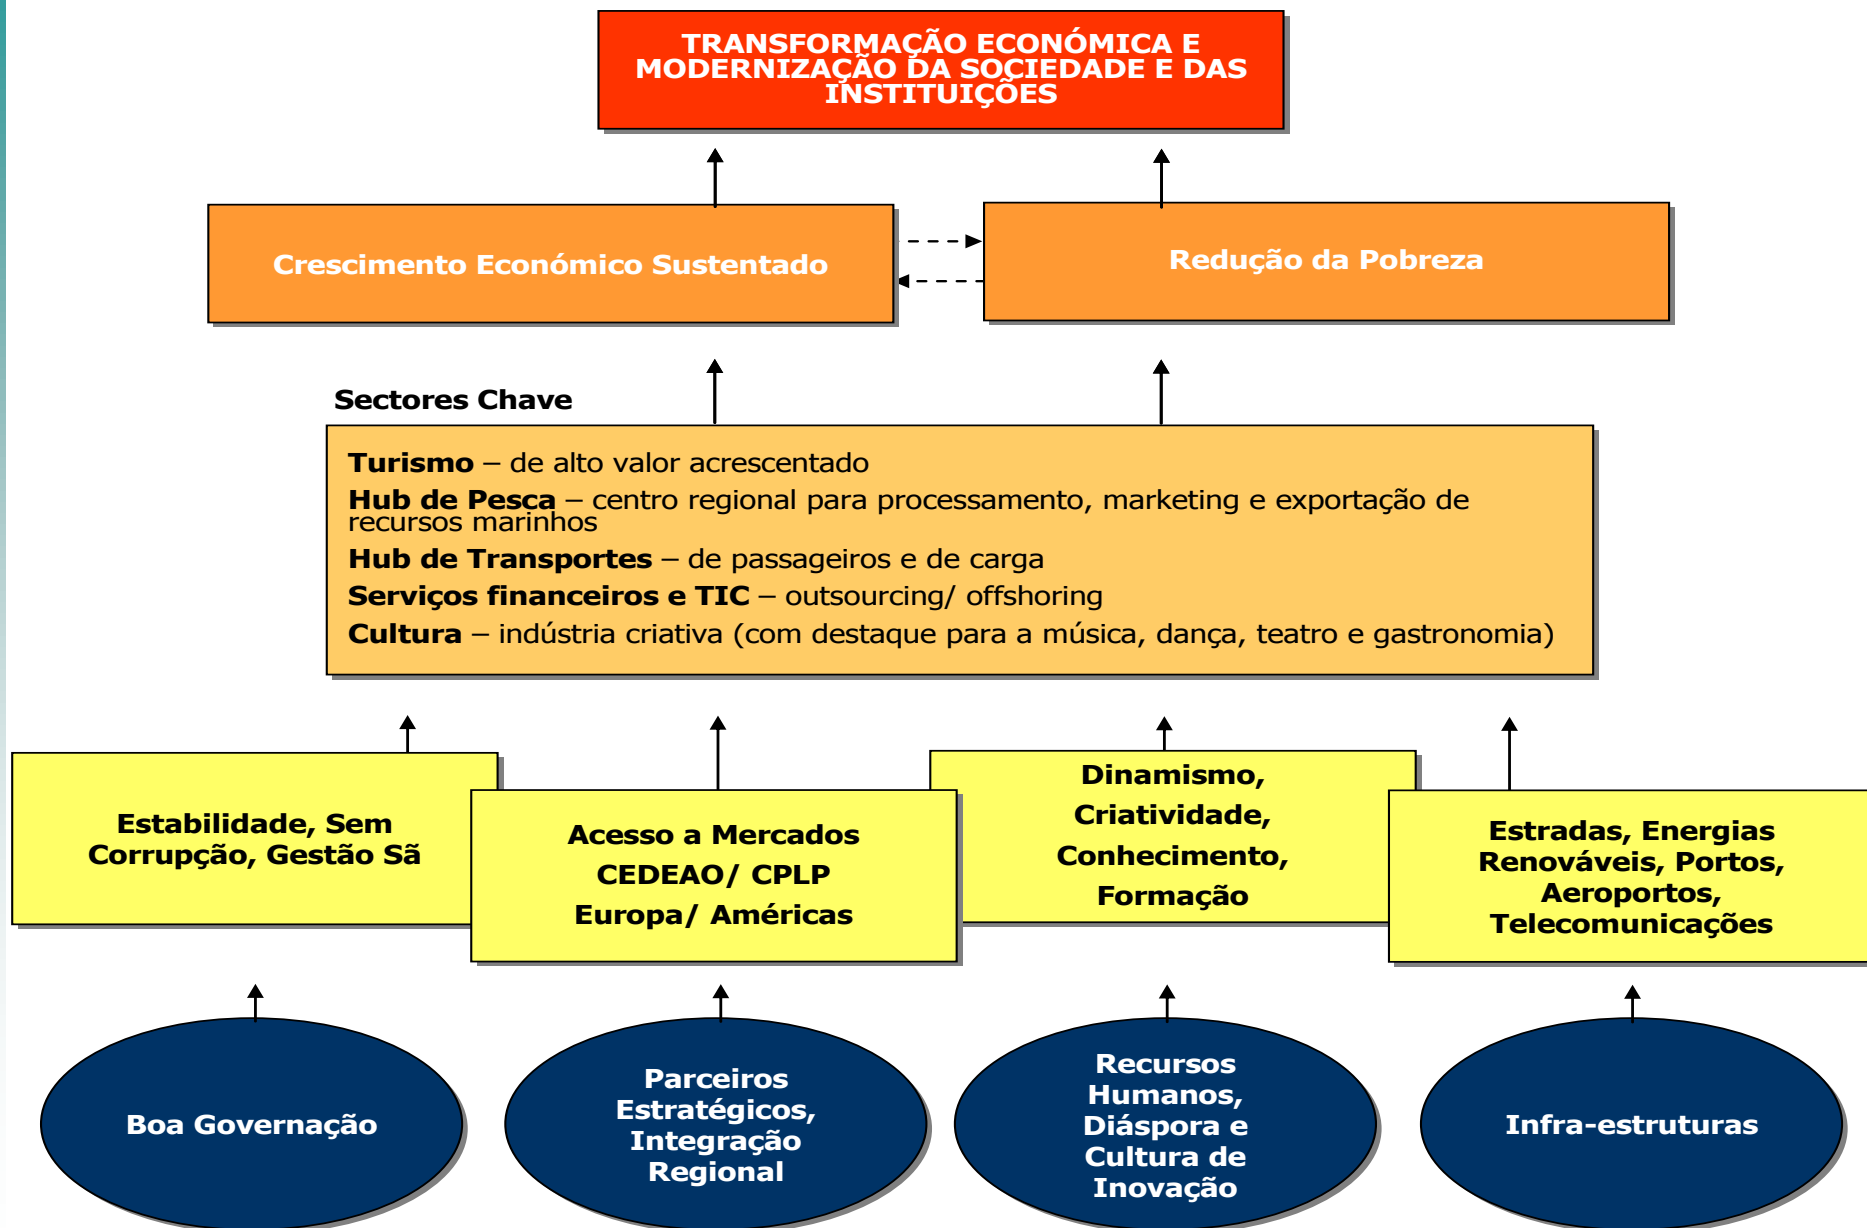 TRANSFORMAÇÃO ECONÓMICA E
MODERNIZAÇÃO DA SOCIEDADE E DAS
INSTITUIÇÕES
Crescimento Económico Sustentado
Redução da Pobreza
Sectores Chave
Turismo – de alto valor acrescentado
Hub de Pesca – centro regional para processamento, marketing e exportação de
recursos marinhos
Hub de Transportes – de passageiros e de carga
Serviços financeiros e TIC – outsourcing/ offshoring
Cultura – indústria criativa (com destaque para a música, dança, teatro e gastronomia)
Estabilidade, Sem
Corrupção, Gestão Sã
Acesso a Mercados
CEDEAO/ CPLP
Europa/ Américas
Dinamismo,
Criatividade,
Conhecimento,
Formação
Estradas, Energias
Renováveis, Portos,
Aeroportos,
Telecomunicações
Boa Governação
Parceiros
Estratégicos,
Integração
Regional
Recursos
Humanos,
Diáspora e
Cultura de
Inovação
Infra-estruturas